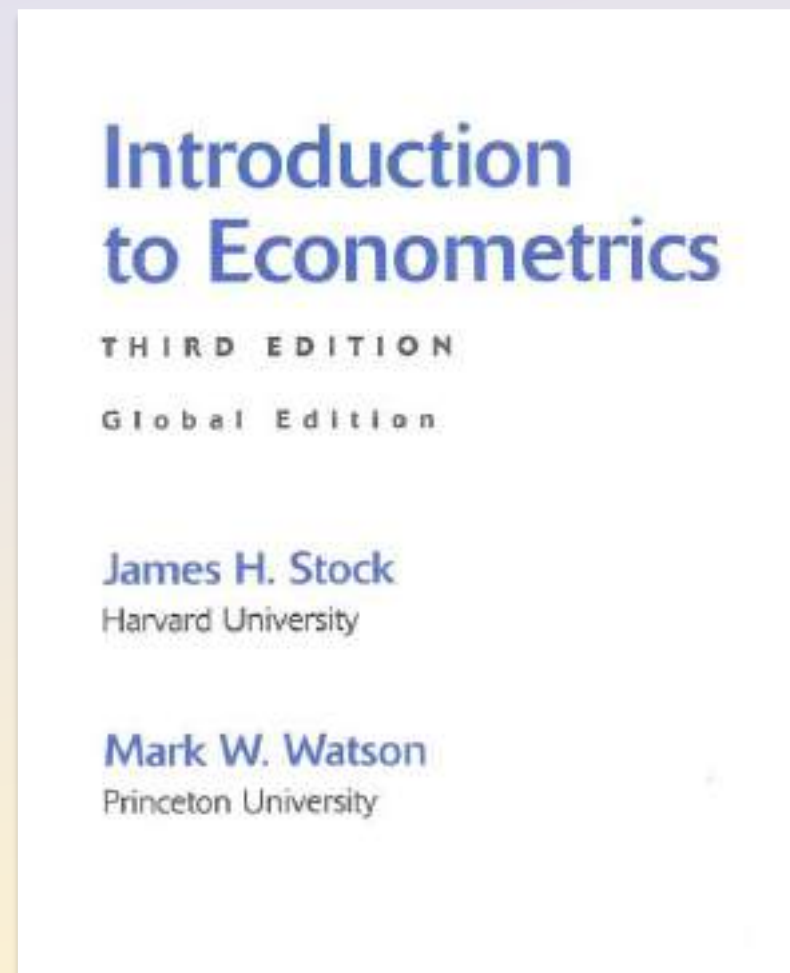 Introduction
to Econometrics
THIRD EDITION
Global Edition
James H. Stock
Harvard University
Mark W. Watson
Princeton University